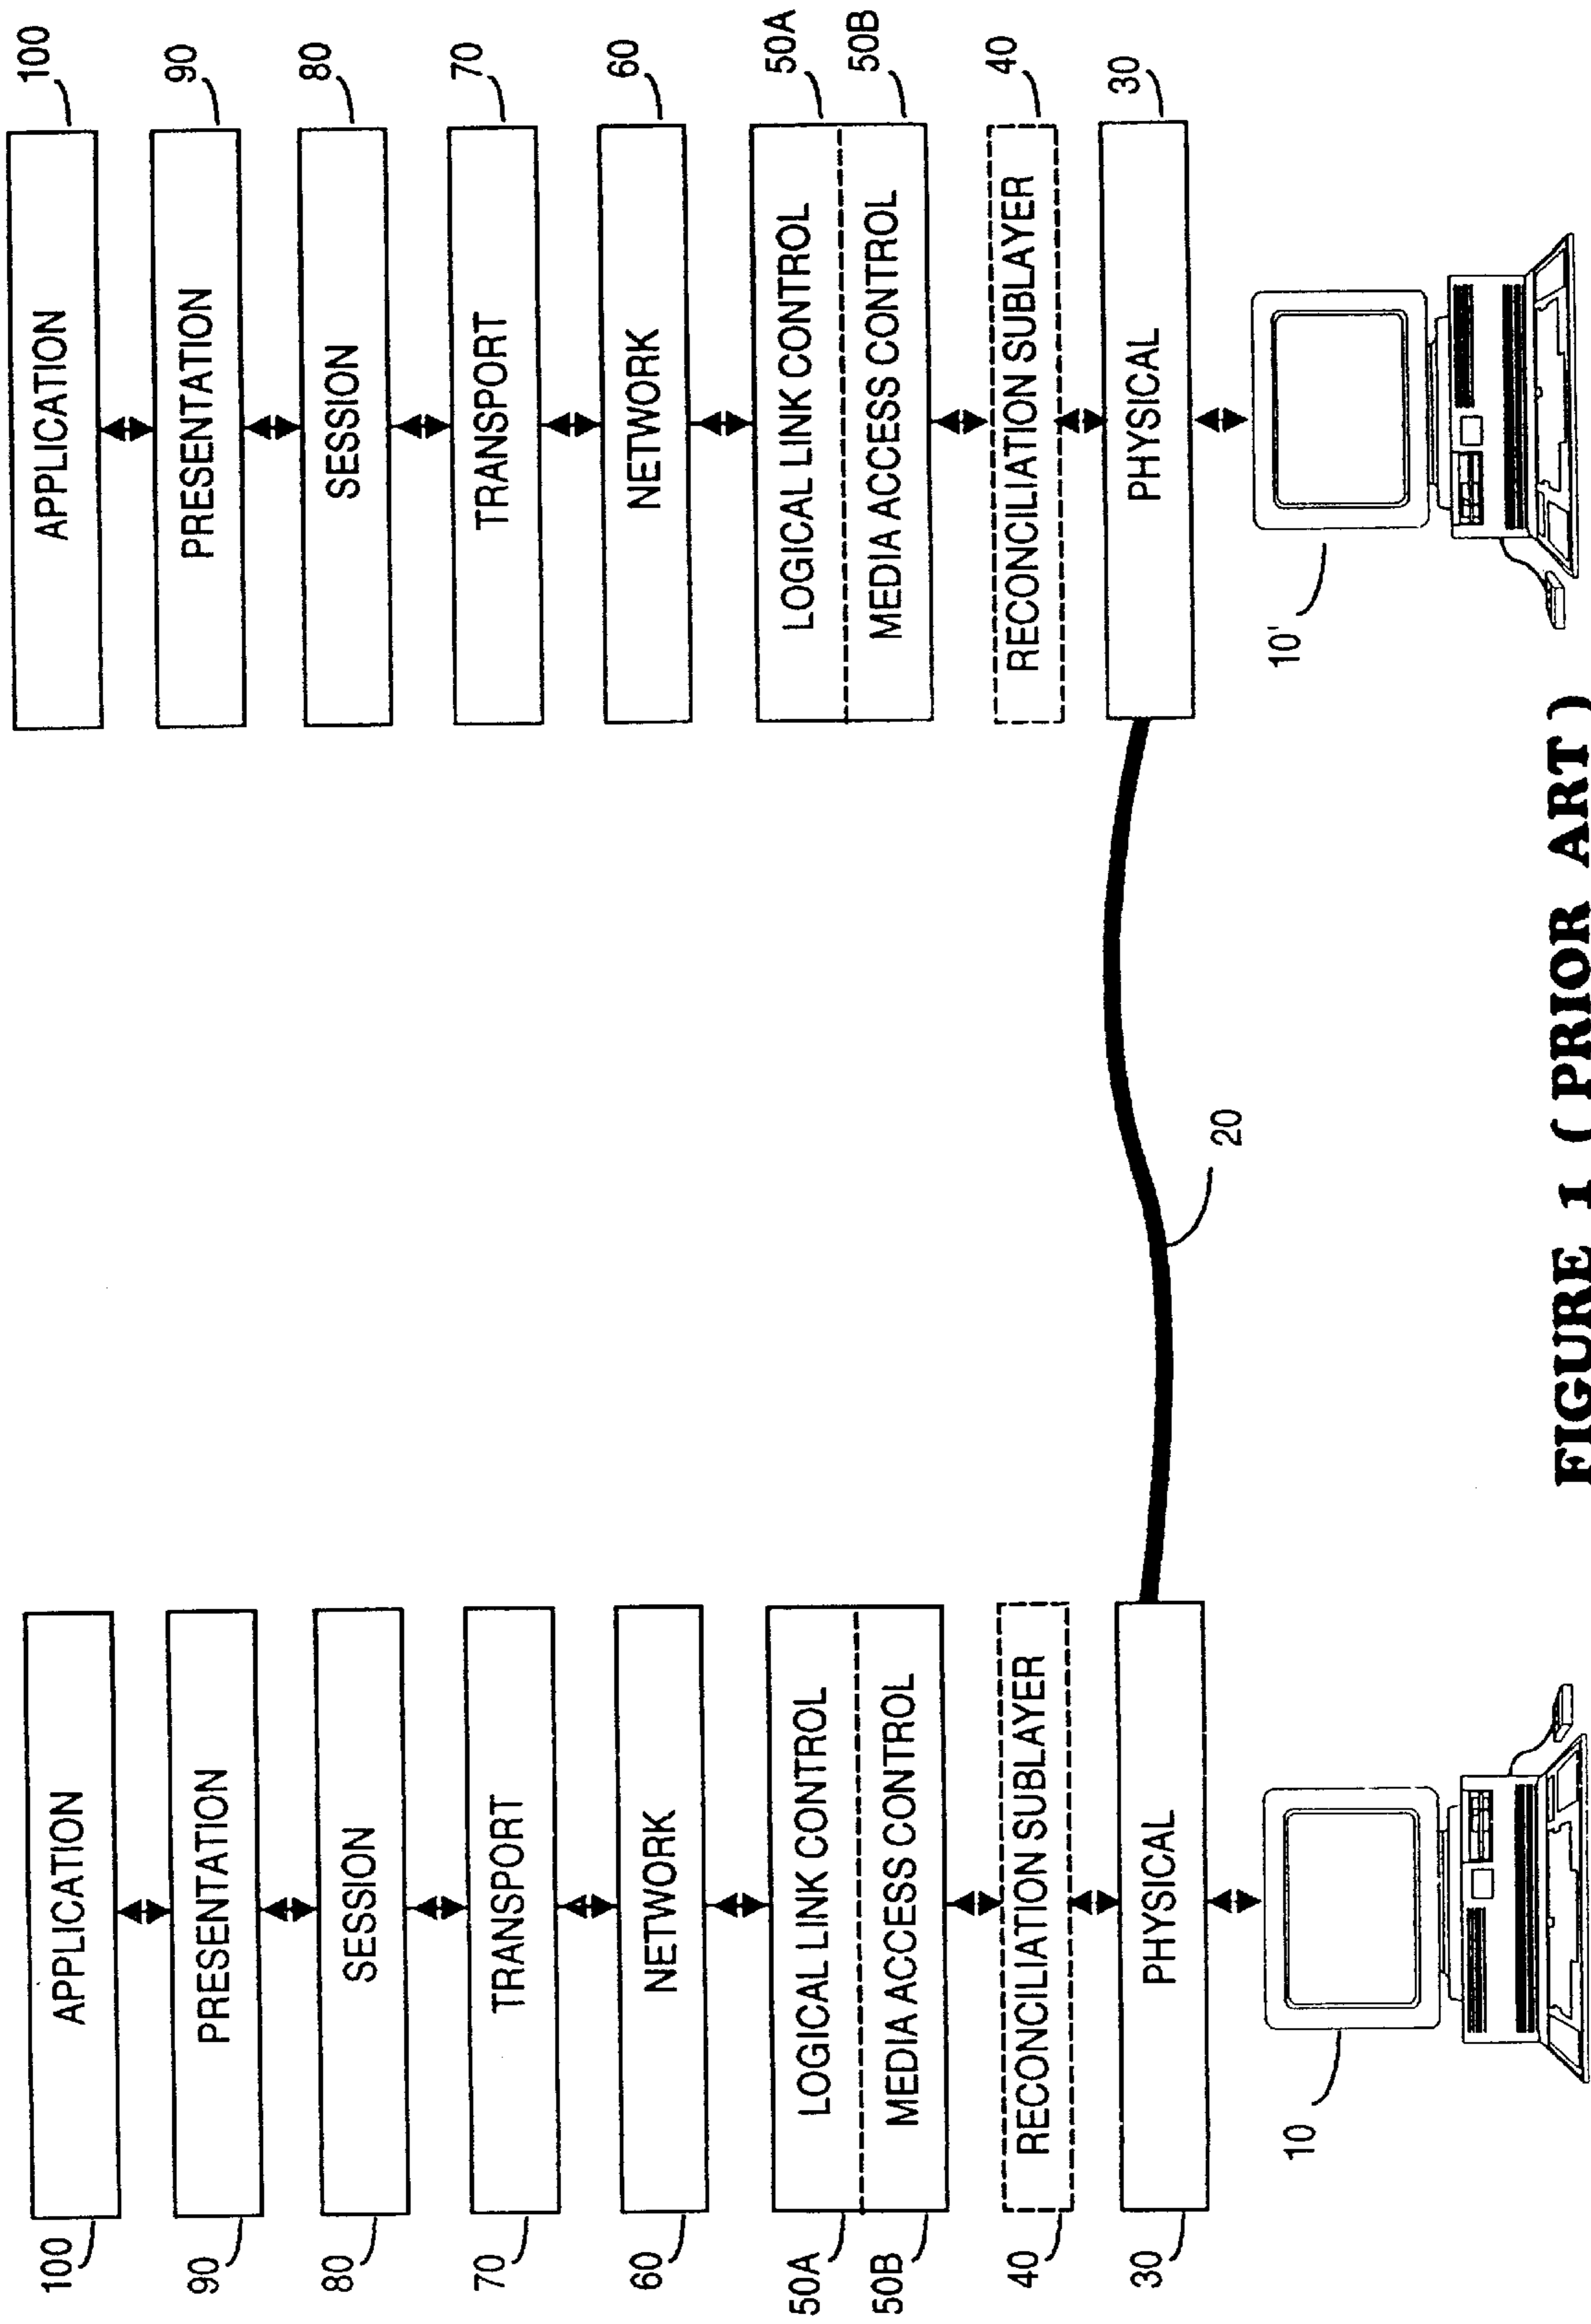 100
APPLICATION
90
PRESENTATION
80
SESSION
70
TRANSPORT
60
NETWORK
50A
LOGICAL LINK CONTROL
50B
MEDIA ACCESS CONTROL
40
RECONCILIATION SUBLAYER
30
PHYSICAL
10
20
APPLICATION
100
PRESENTATION
90
SESSION
80
TRANSPORT
70
NETWORK
60
LOGICAL LINK CONTROL
50A
MEDIA ACCESS CONTROL
50B
RECONCILIATION SUBLAYER
40
PHYSICAL
30
10'
FIGURE 1 ( PRIOR ART )